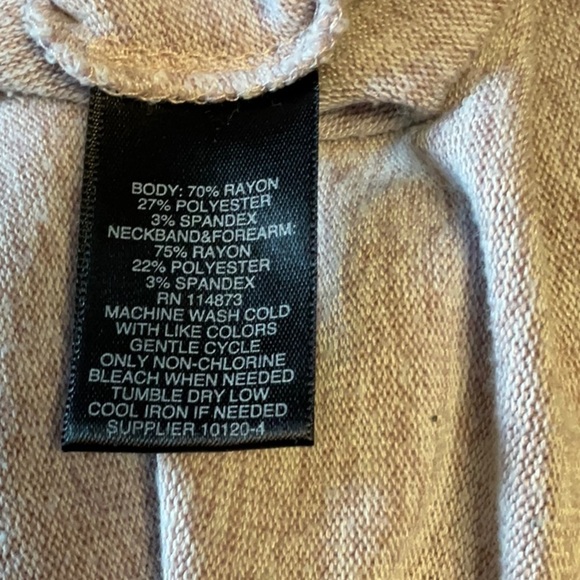 BODY: 70% RAYON
27% POLYESTER
3% SPANDEX
NECKBAND&FOREARM:
75% RAYON
22% POLYESTER
3% SPANDEX
RN 114873
MACHINE WASH COLD
WITH LIKE COLORS
GENTLE CYCLE
ONLY NON-CHLORINE
BLEACH WHEN NEEDED
TUMBLE DRY LOW
COOL IRON IF NEEDED
SUPPLIER 10120-4